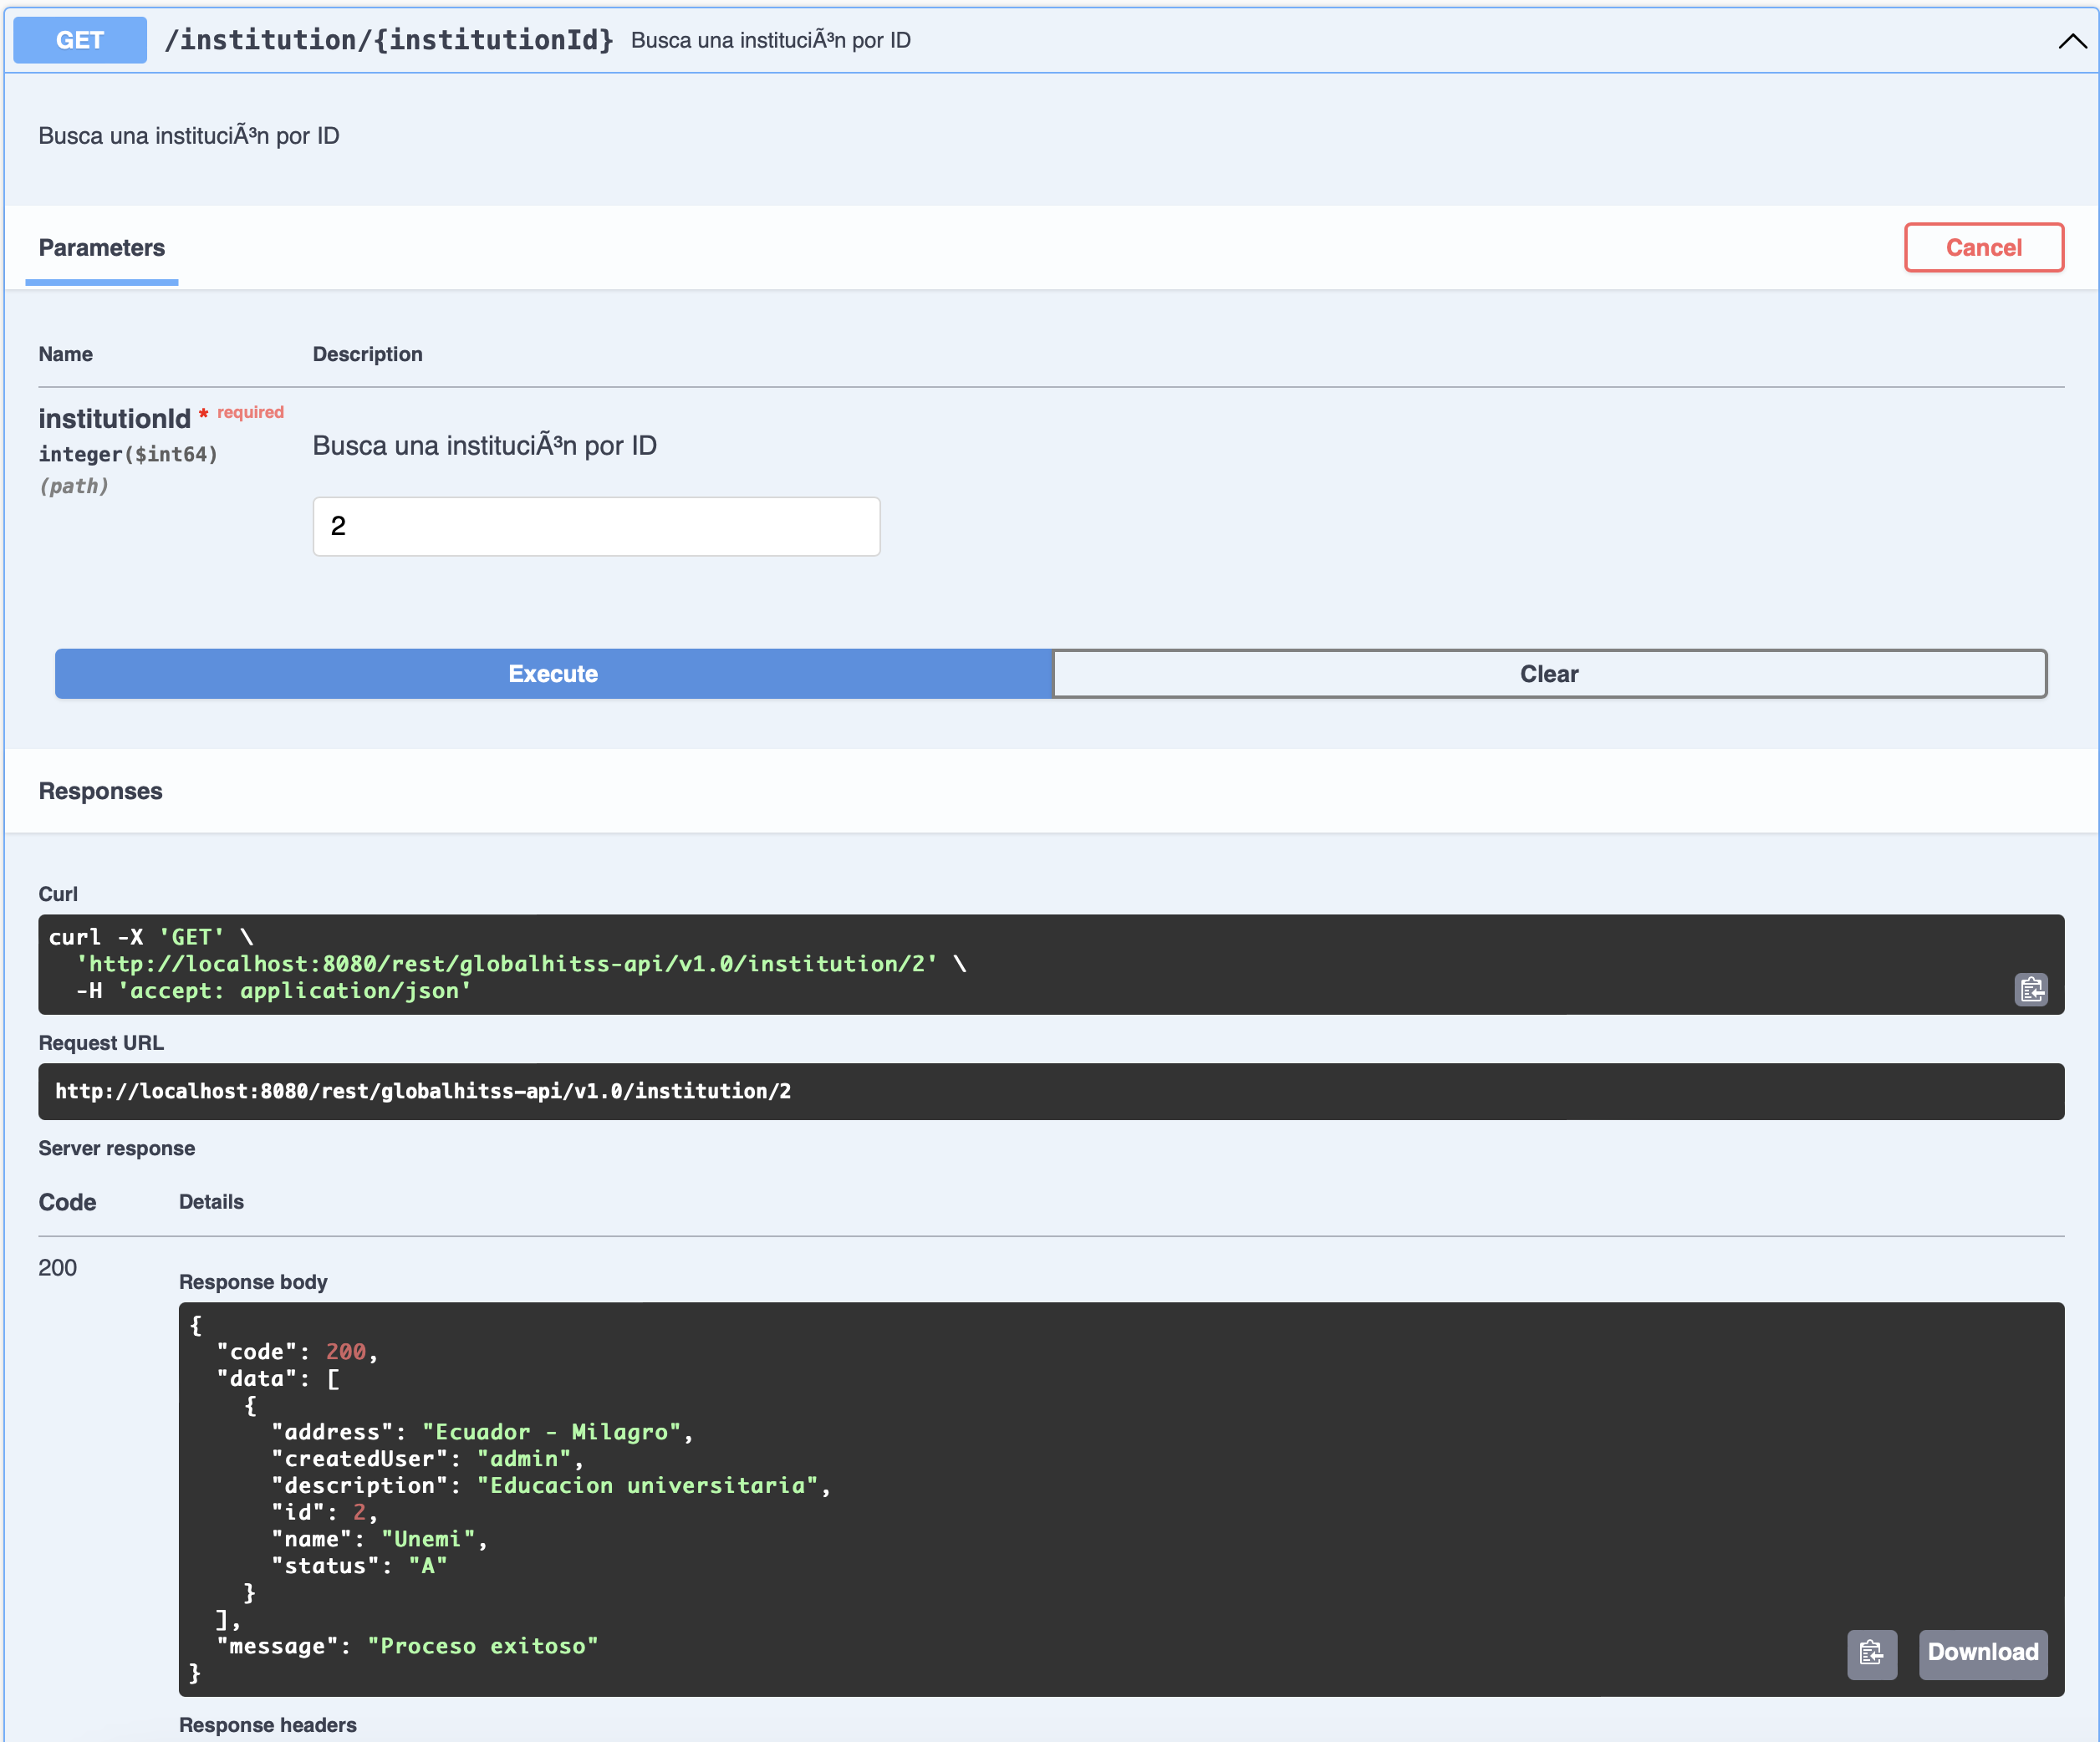 GET /institution/{institutionId} Busca una instituciÃ³n por ID
Busca una instituciÃ³n por ID
Parameters
Cancel
Name Description
institutionId * required
integer($int64)
(path)
Busca una instituciÃ³n por ID
2
Execute Clear
Responses
Curl
curl -X 'GET' \
  'http://localhost:8080/rest/globalhitss-api/v1.0/institution/2' \
  -H 'accept: application/json'
Request URL
http://localhost:8080/rest/globalhitss-api/v1.0/institution/2
Server response
Code Details
200
Response body
{
  "code": 200,
  "data": [
    {
      "address": "Ecuador - Milagro",
      "createdUser": "admin",
      "description": "Educacion universitaria",
      "id": 2,
      "name": "Unemi",
      "status": "A"
    }
  ],
  "message": "Proceso exitoso"
}
Download
Response headers